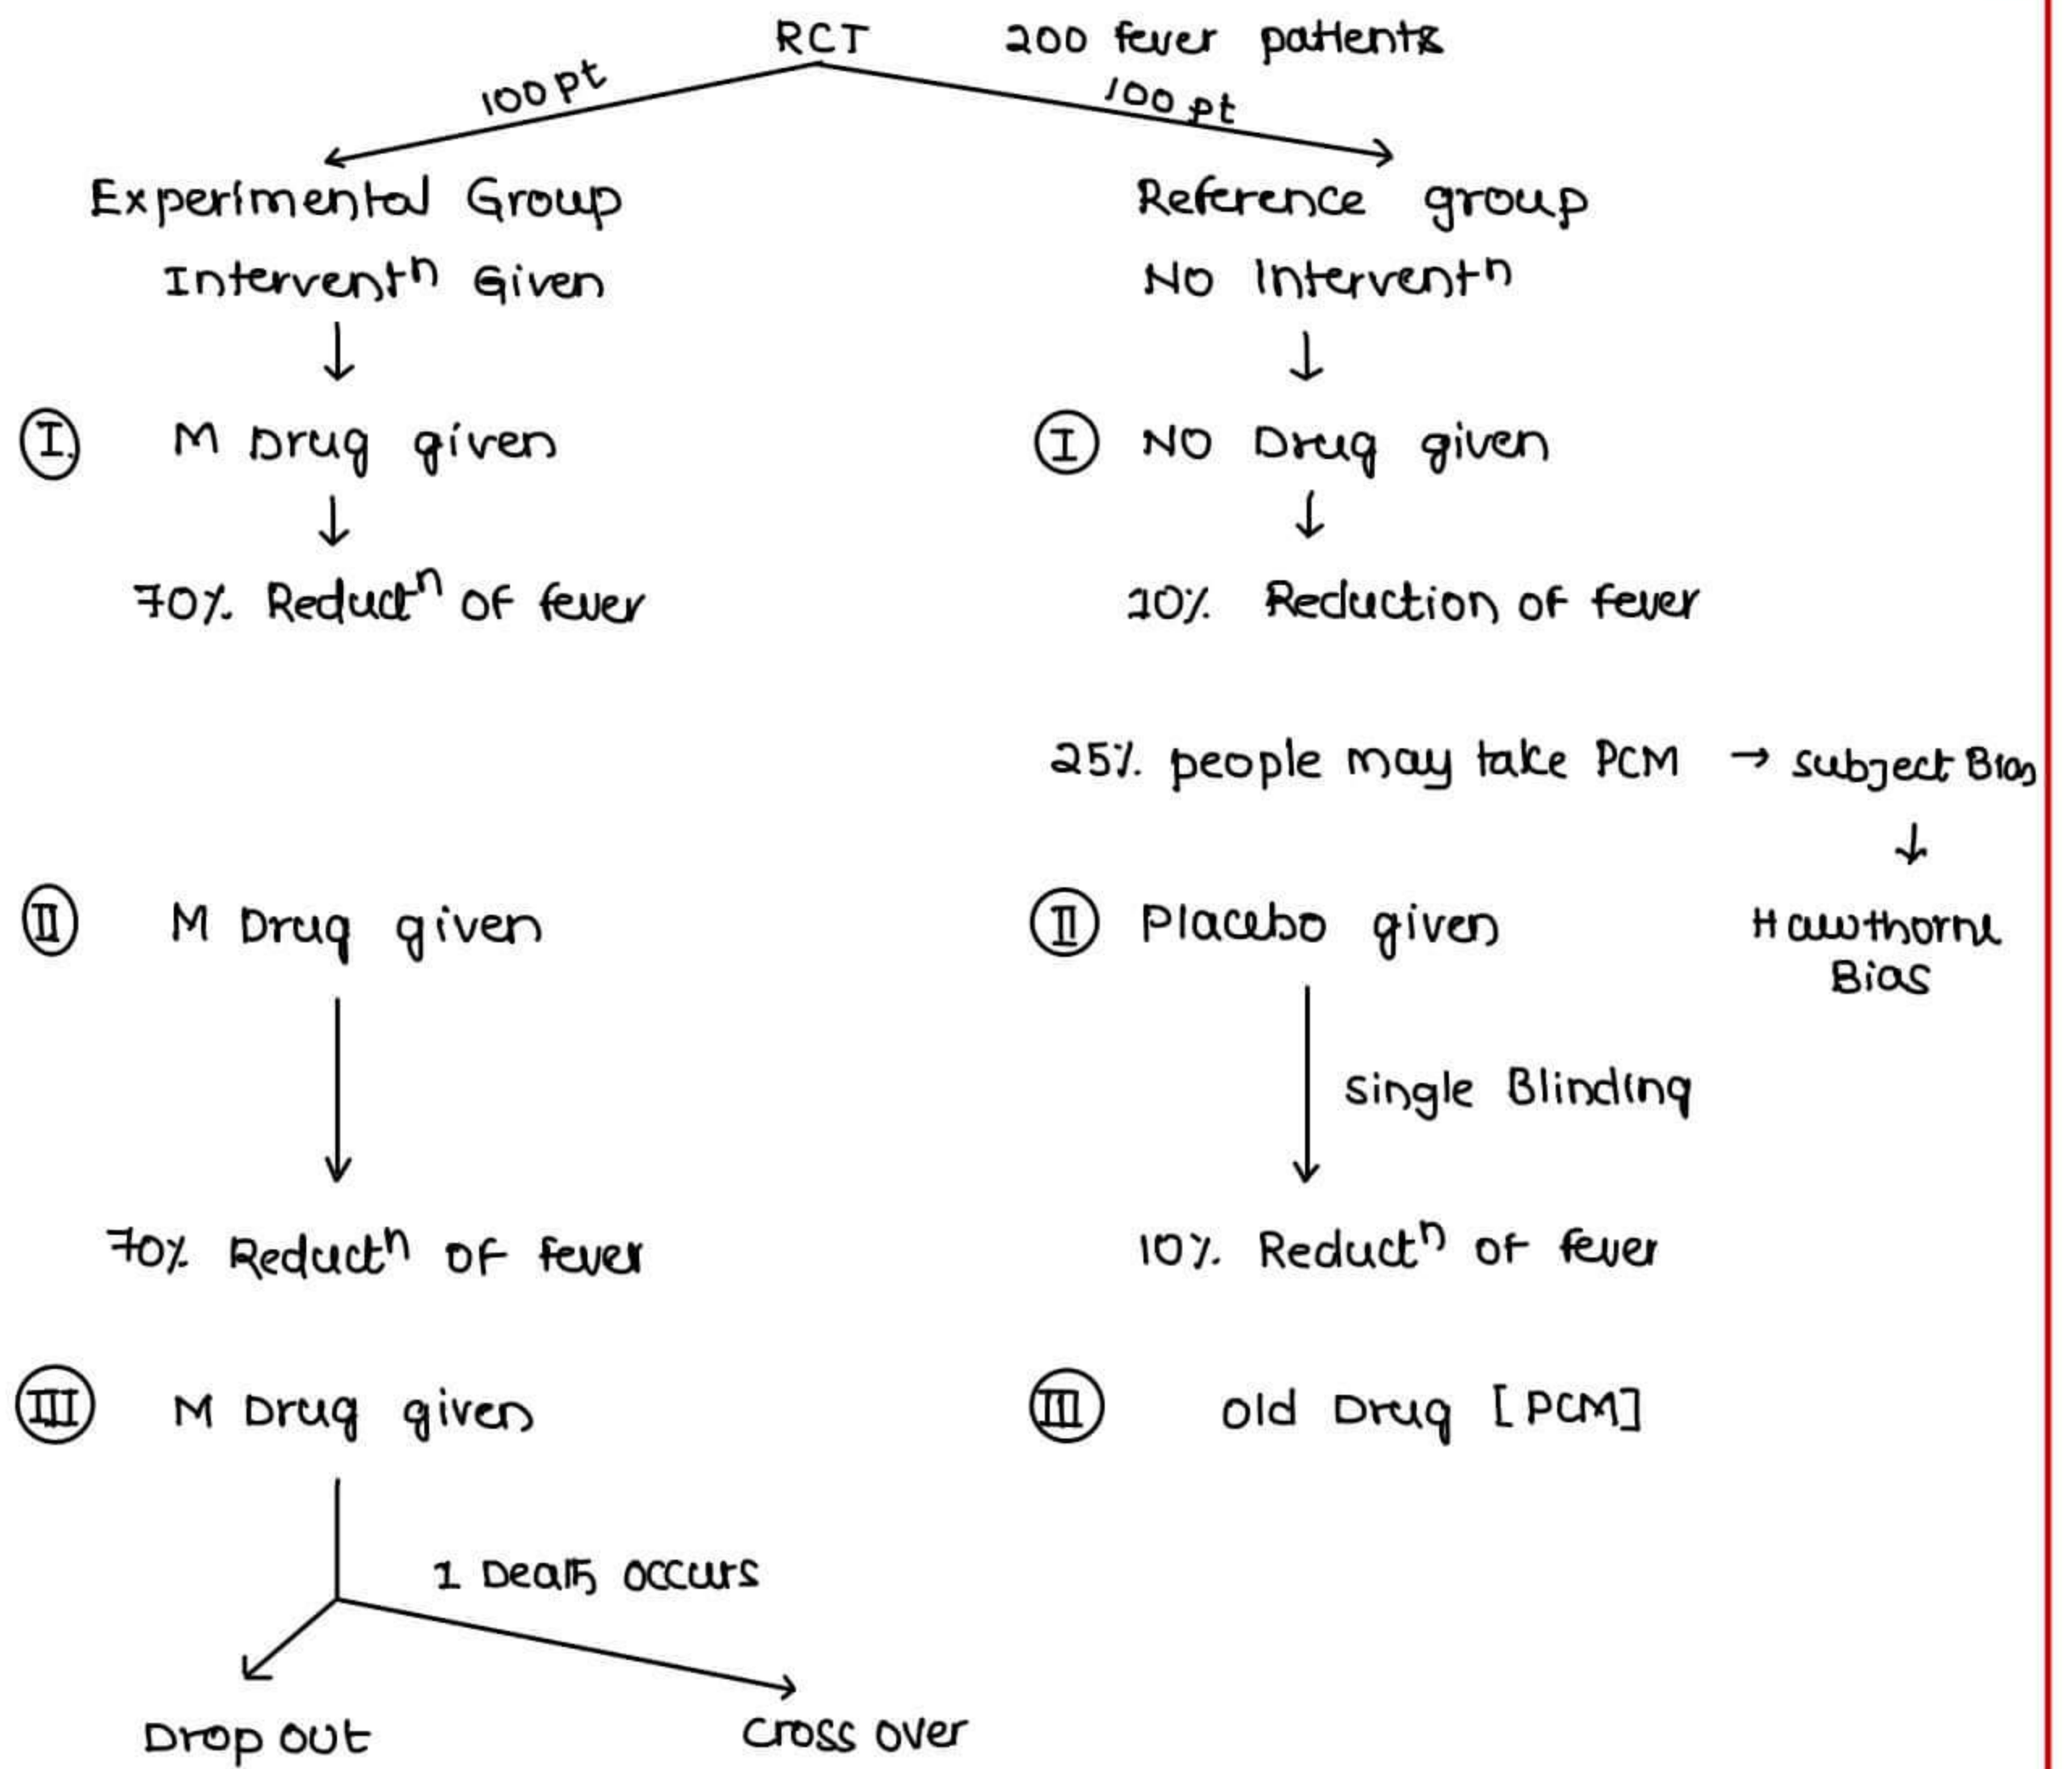 RCT 200 fever patients
100 pt
100 pt
Experimental Group
Reference group
Interventⁿ Given
No Interventⁿ
I. M Drug given
I NO Drug given
70% Reductⁿ of fever
10% Reduction of fever
25% people may take PCM → subject Bias
II M Drug given
II Placebo given
Hawthorne
Bias
single Blinding
70% Reductⁿ of fever
10% Reductⁿ of fever
III M Drug given
III old Drug [PCM]
1 Death occurs
Drop out
Cross over